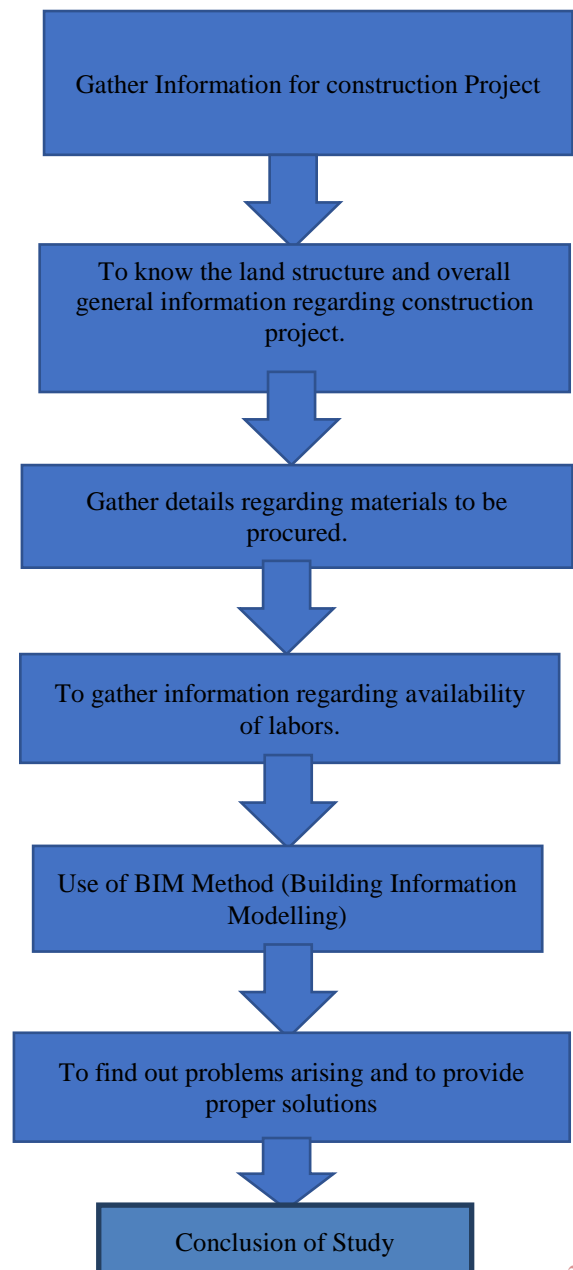 Gather Information for construction Project
To know the land structure and overall
general information regarding construction
project.
Gather details regarding materials to be
procured.
To gather information regarding availability
of labors.
Use of BIM Method (Building Information
Modelling)
To find out problems arising and to provide
proper solutions
Conclusion of Study